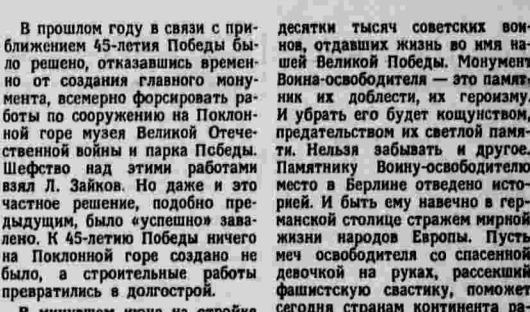 В прошлом году в связи с при-
ближением 45-летия Победы бы-
ло решено, отказавшись времен-
но от создания главного мону-
мента, всемерно форсировать ра-
боты по сооружению на Поклон-
ной горе музея Великой Отече-
ственной войны и парка Победы.
Шефство над этими работами
взял Л. Зайков. Но даже и это
частное решение, подобно пре-
дыдущим, было «успешно» зава-
лено. К 45-летию Победы ничего
на Поклонной горе создано не
было, а строительные работы
превратились в долгострой.
В минувшем июне на стройке
десятки тысяч советских вои-
нов, отдавших жизнь во имя на-
шей Великой Победы. Монумент
Воина-освободителя — это памят-
ник их доблести, их героизму.
И убрать его будет кощунством,
предательством их светлой памя-
ти. Нельзя забывать и другое.
Памятнику Воину-освободителю
место в Берлине отведено исто-
рией. И быть ему навечно в гер-
манской столице стражем мирной
жизни народов Европы. Пусть
меч освободителя со спасенной
девочкой на руках, рассекший
фашистскую свастику, поможет
сегодня странам континента ра-